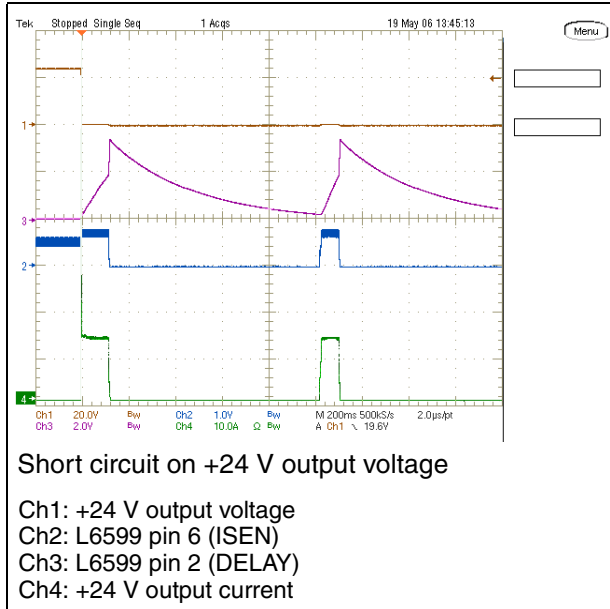 Tek Stopped Single Seq 1 Acqs 19 May 06 13:45:13
Menu
1
3
2
4
Ch1 20.0V Bw Ch2 1.0V Bw M 200ms 500kS/s 2.0µs/pt
Ch3 2.0V Bw Ch4 10.0A Ω Bw A Ch1 ↘ 19.6V
Short circuit on +24 V output voltage
Ch1: +24 V output voltage
Ch2: L6599 pin 6 (ISEN)
Ch3: L6599 pin 2 (DELAY)
Ch4: +24 V output current